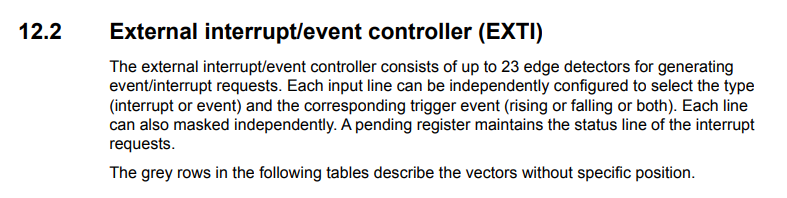 12.2 External interrupt/event controller (EXTI)
The external interrupt/event controller consists of up to 23 edge detectors for generating
event/interrupt requests. Each input line can be independently configured to select the type
(interrupt or event) and the corresponding trigger event (rising or falling or both). Each line
can also masked independently. A pending register maintains the status line of the interrupt
requests.
The grey rows in the following tables describe the vectors without specific position.